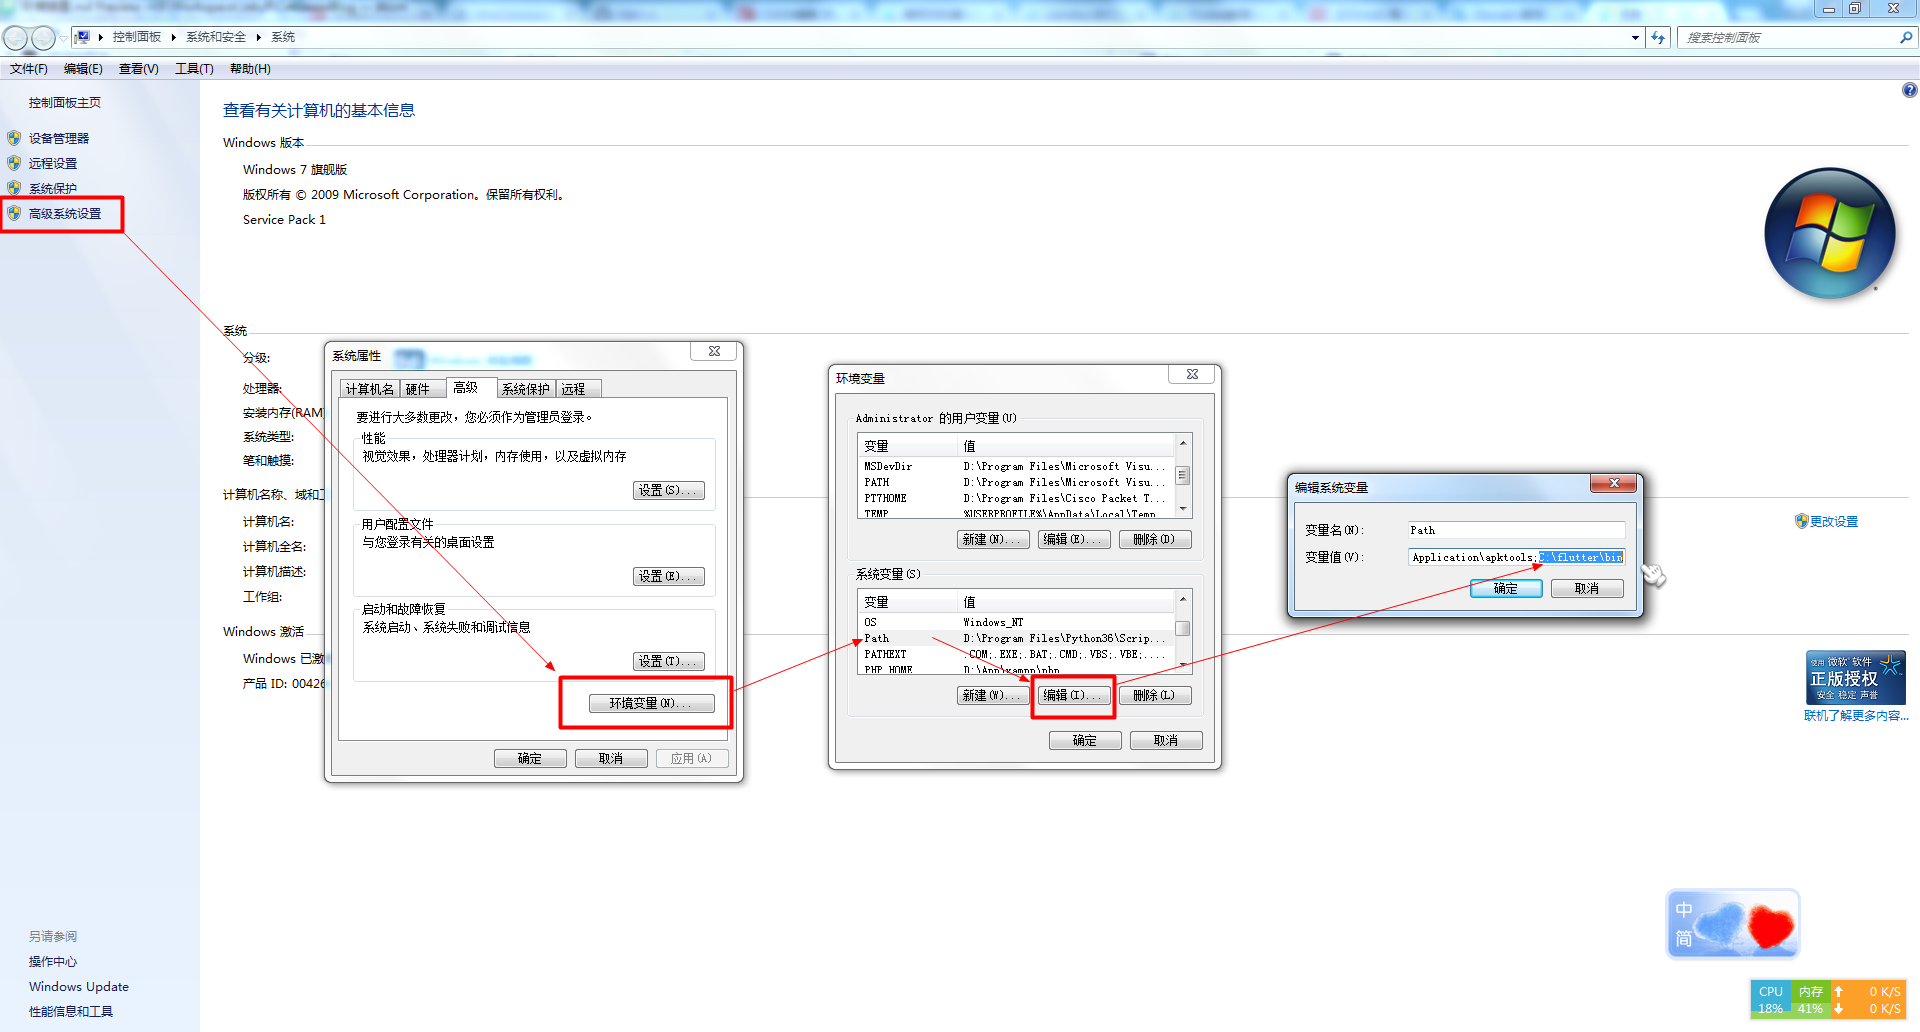 控制面板 ▸ 系统和安全 ▸ 系统
搜索控制面板
文件(F) 编辑(E) 查看(V) 工具(T) 帮助(H)
控制面板主页
设备管理器
远程设置
系统保护
高级系统设置
查看有关计算机的基本信息
Windows 版本
Windows 7 旗舰版
版权所有 © 2009 Microsoft Corporation。保留所有权利。
Service Pack 1
系统
分级:
处理器:
安装内存(RAM)
系统类型:
笔和触摸:
计算机名称、域和工
计算机名:
计算机全名:
计算机描述:
工作组:
Windows 激活
Windows 已激
产品 ID: 00426
系统属性
计算机名 硬件 高级 系统保护 远程
要进行大多数更改，您必须作为管理员登录。
性能
视觉效果，处理器计划，内存使用，以及虚拟内存
设置(S)...
用户配置文件
与您登录有关的桌面设置
设置(E)...
启动和故障恢复
系统启动、系统失败和调试信息
设置(T)...
环境变量(N)...
确定 取消 应用(A)
环境变量
Administrator 的用户变量(U)
变量 值
MSDevDir D:\Program Files\Microsoft Visu...
PATH D:\Program Files\Microsoft Visu...
PT7HOME D:\Program Files\Cisco Packet T...
TEMP %USERPROFILE%\AppData\Local\Temp
新建(N)... 编辑(E)... 删除(D)
系统变量(S)
变量 值
OS Windows_NT
Path D:\Program Files\Python36\Scrip...
PATHEXT .COM;.EXE;.BAT;.CMD;.VBS;.VBE;....
PHP_HOME D:\App\xampp\php
新建(W)... 编辑(I)... 删除(L)
确定 取消
编辑系统变量
变量名(N): Path
变量值(V): Application\apktools;C:\flutter\bin
确定 取消
更改设置
使用 微软 软件
正版授权
安全 稳定 声誉
联机了解更多内容...
另请参阅
操作中心
Windows Update
性能信息和工具
中
简
CPU 内存 0 K/S
18% 41% 0 K/S